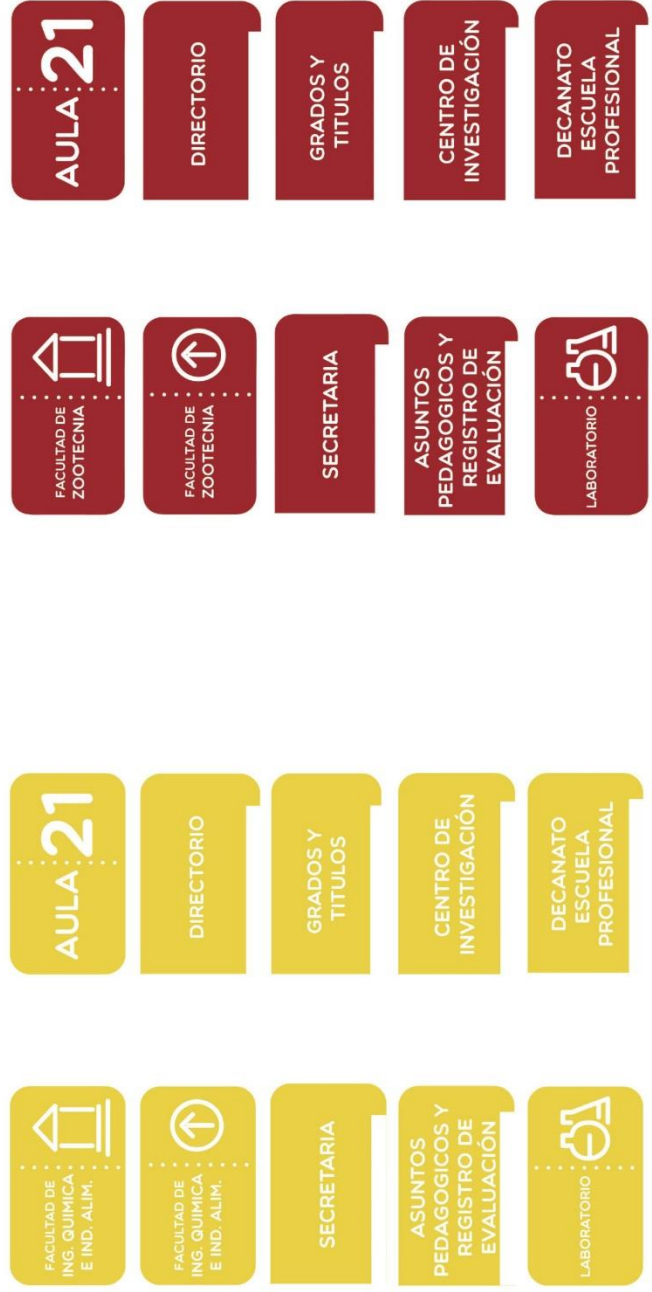 FACULTAD DE
ING. QUIMICA
E IND. ALIM.
FACULTAD DE
ING. QUIMICA
E IND. ALIM.
SECRETARIA
ASUNTOS
PEDAGOGICOS Y
REGISTRO DE
EVALUACIÓN
LABORATORIO
AULA 21
DIRECTORIO
GRADOS Y
TITULOS
CENTRO DE
INVESTIGACIÓN
DECANATO
ESCUELA
PROFESIONAL
FACULTAD DE
ZOOTECNIA
FACULTAD DE
ZOOTECNIA
SECRETARIA
ASUNTOS
PEDAGOGICOS Y
REGISTRO DE
EVALUACIÓN
LABORATORIO
AULA 21
DIRECTORIO
GRADOS Y
TITULOS
CENTRO DE
INVESTIGACIÓN
DECANATO
ESCUELA
PROFESIONAL